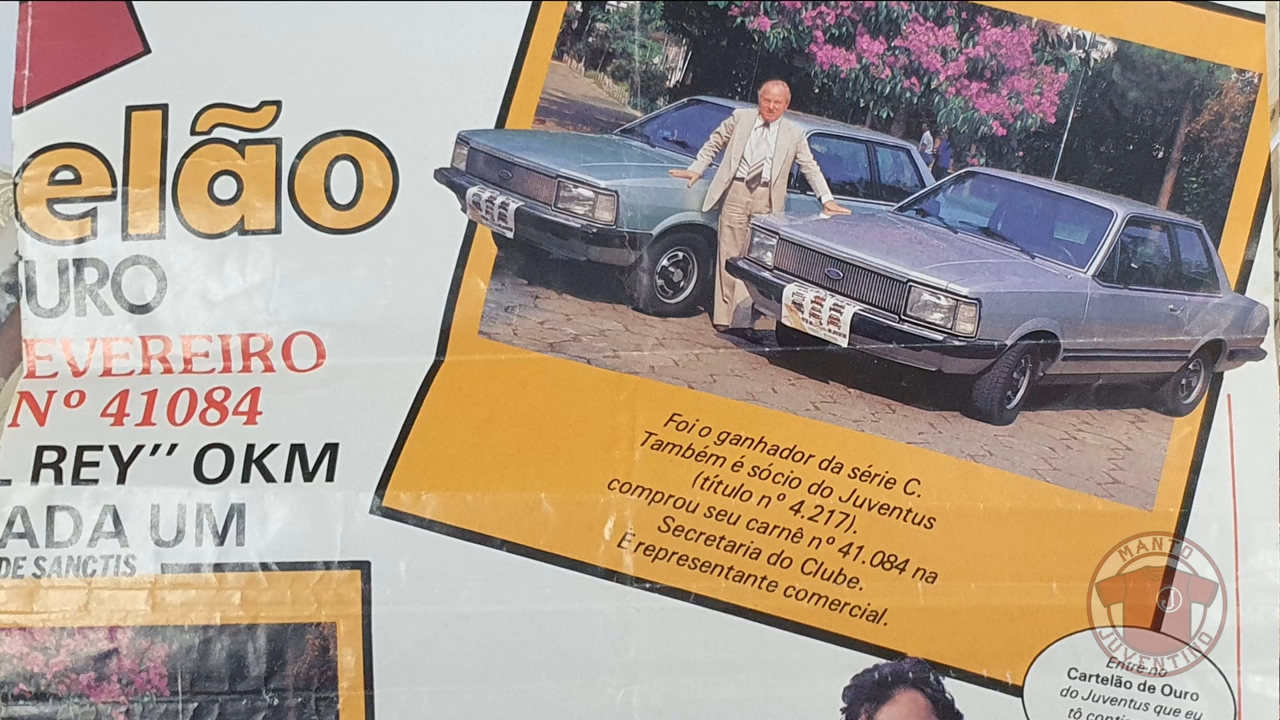 elão
URO
EVEREIRO
Nº 41084
L REY" OKM
ADA UM
DE SANCTIS
Foi o ganhador da série C.
Também é sócio do Juventus
(título nº 4.217),
comprou seu carnê nº 41.084 na
Secretaria do Clube.
É representante comercial.
MANTO
J
JUVENTINO
Entre no
Cartelão de Ouro
do Juventus que eu